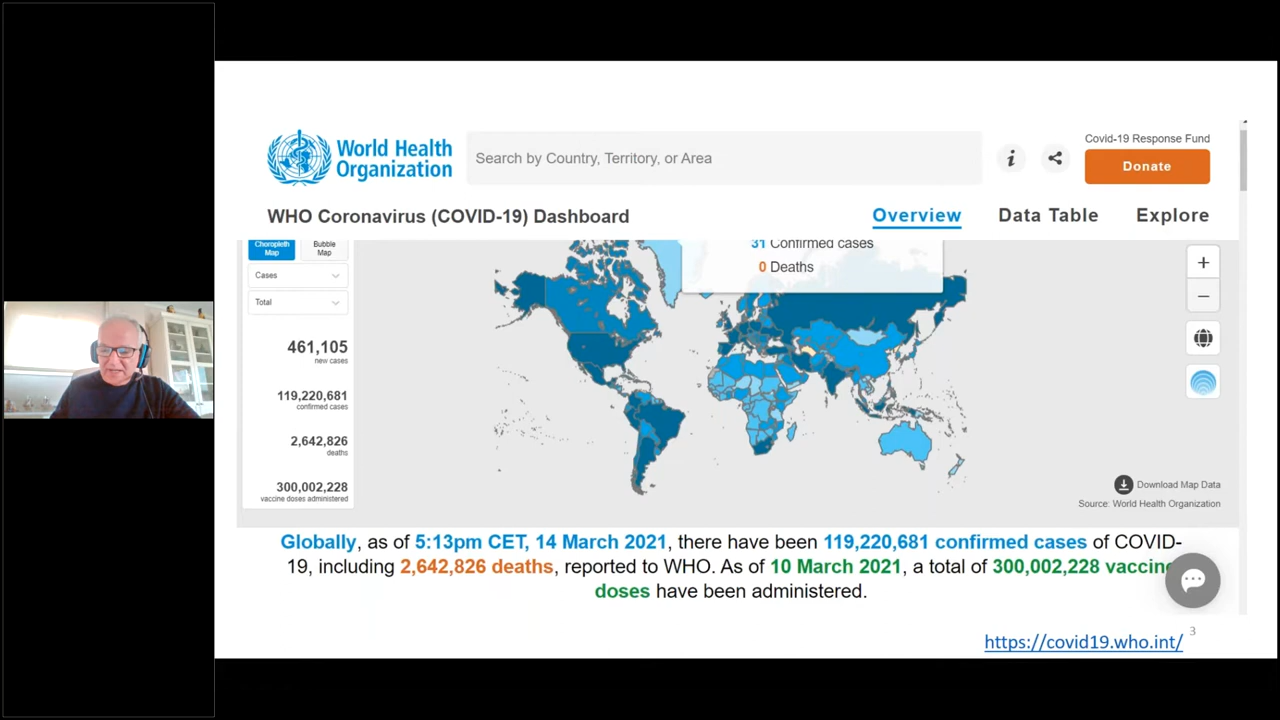 World Health
Organization
Search by Country, Territory, or Area
i
Covid-19 Response Fund
Donate
WHO Coronavirus (COVID-19) Dashboard
Overview
Data Table
Explore
Choropleth
Map
Bubble
Map
Cases
Total
31 Confirmed cases
0 Deaths
461,105
new cases
119,220,681
confirmed cases
2,642,826
deaths
300,002,228
vaccine doses administered
+
−
Download Map Data
Source: World Health Organization
Globally, as of 5:13pm CET, 14 March 2021, there have been 119,220,681 confirmed cases of COVID-
19, including 2,642,826 deaths, reported to WHO. As of 10 March 2021, a total of 300,002,228 vaccine
doses have been administered.
3
https://covid19.who.int/